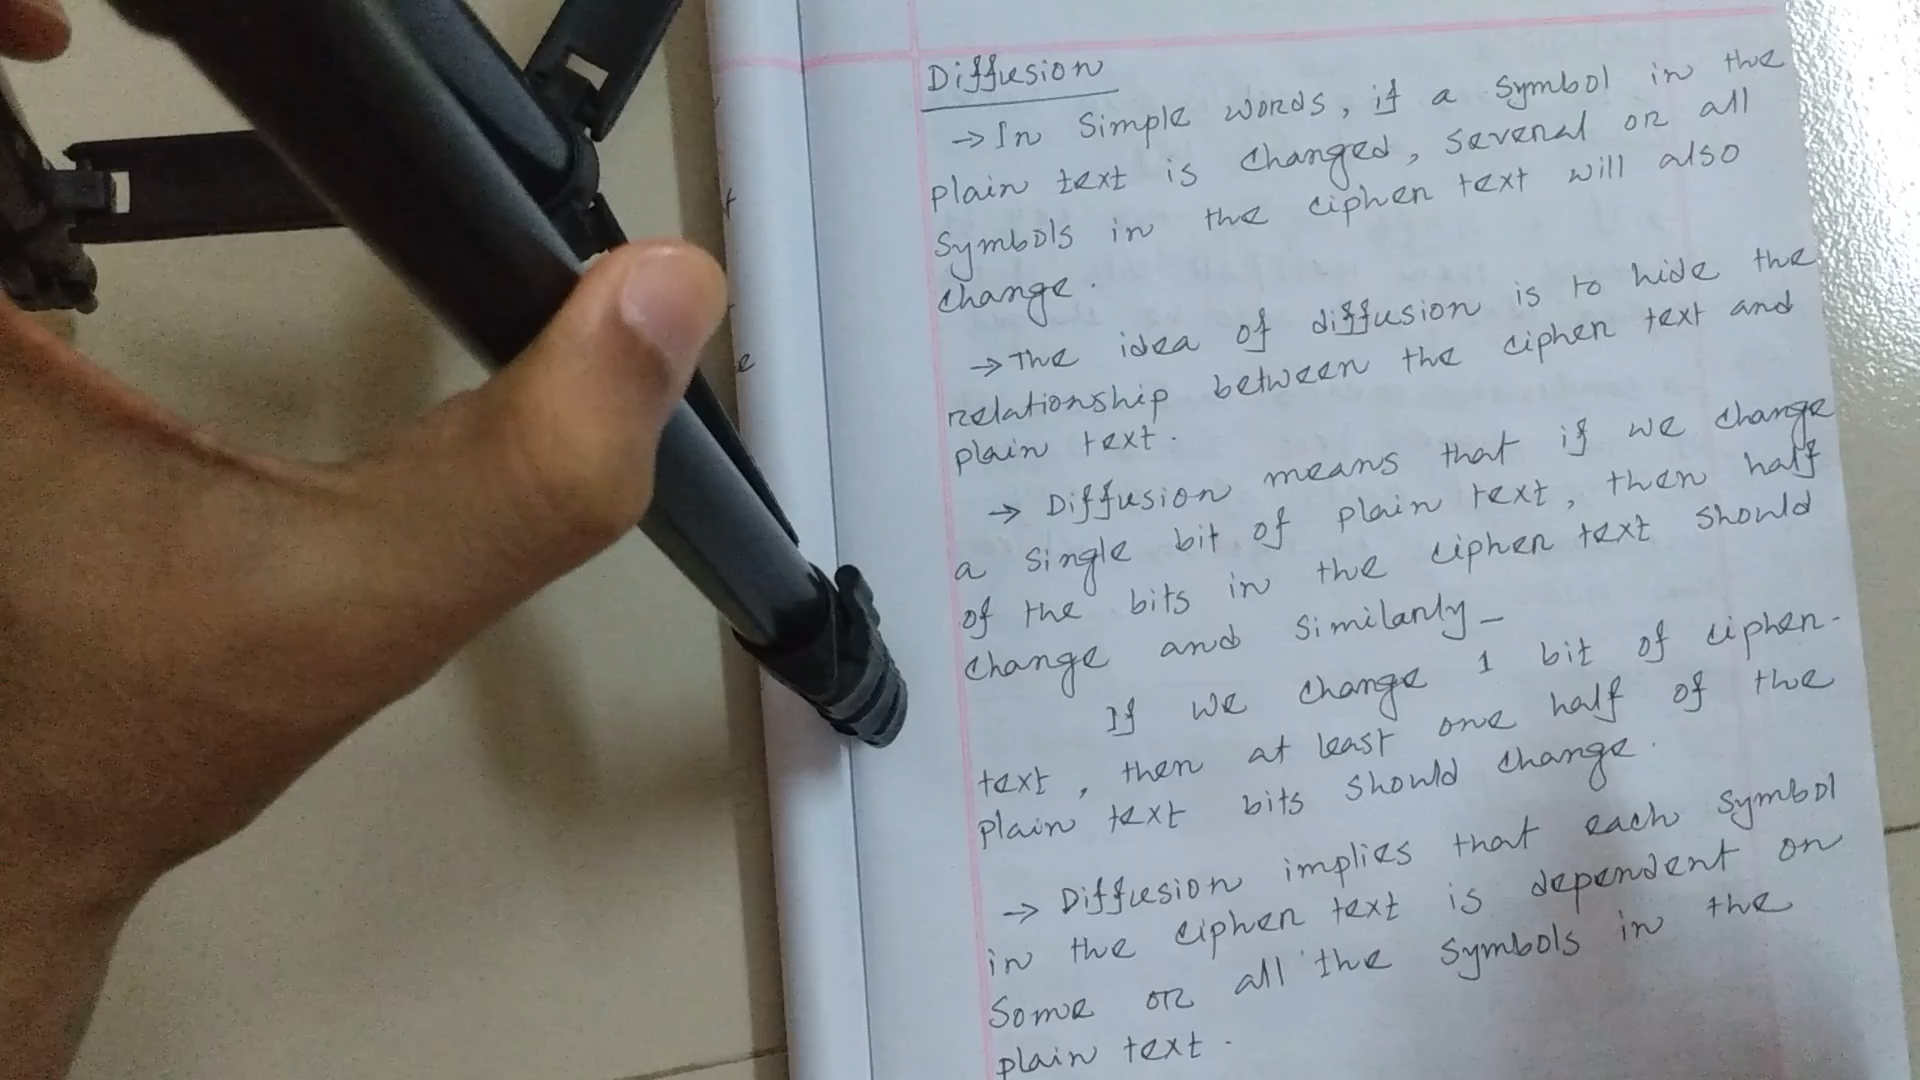 Diffusion
→ In Simple words, if a symbol in the
plain text is changed, several or all
symbols in the cipher text will also
change.
→ The idea of diffusion is to hide the
relationship between the cipher text and
plain text.
→ Diffusion means that if we change
a single bit of plain text, then half
of the bits in the cipher text should
change and similarly -
If we change 1 bit of cipher-
text, then at least one half of the
plain text bits should change.
→ Diffusion implies that each symbol
in the cipher text is dependent on
some or all the symbols in the
plain text.